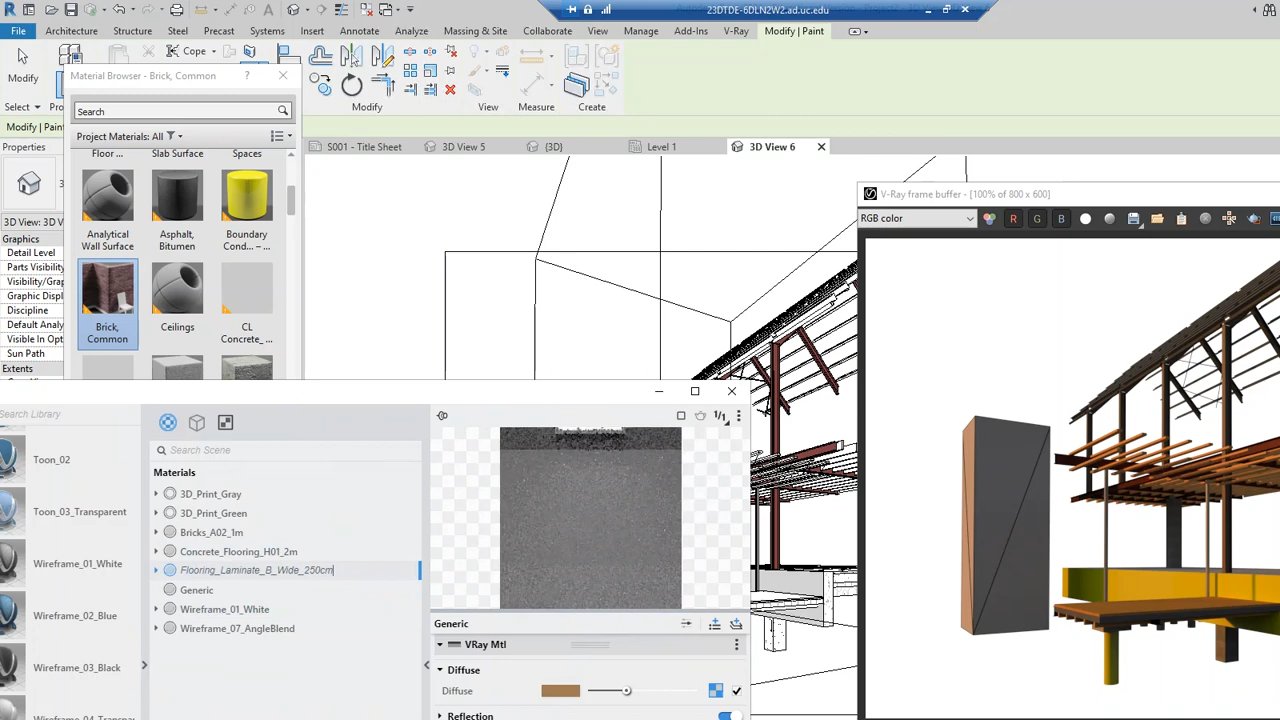 23DTDE-6DLN2W2.ad.uc.edu
File Architecture Structure Steel Precast Systems Insert Annotate Analyze Massing & Site Collaborate View Manage Add-Ins V-Ray Modify | Paint
Cope
Modify
Select Modify View Measure Create
Material Browser - Brick, Common ?
Search
Project Materials: All
Modify | Pain
Properties
S001 - Title Sheet 3D View 5 {3D} Level 1 3D View 6
Floor ... Slab Surface Spaces
Analytical Wall Surface
Asphalt, Bitumen
Boundary Cond... –
Brick, Common
Ceilings
CL Concrete_ ...
3D View: 3D V
Graphics
Detail Level
Parts Visibility
Visibility/Grap
Graphic Displ
Discipline
Default Analy
Visible In Opt
Sun Path
Extents
V-Ray frame buffer - [100% of 800 x 600]
RGB color R G B
Search Library
Toon_02
Toon_03_Transparent
Wireframe_01_White
Wireframe_02_Blue
Wireframe_03_Black
Wireframe_04_Transpa
Search Scene
Materials
3D_Print_Gray
3D_Print_Green
Bricks_A02_1m
Concrete_Flooring_H01_2m
Flooring_Laminate_B_Wide_250cm
Generic
Wireframe_01_White
Wireframe_07_AngleBlend
1/1
Generic
VRay Mtl
Diffuse
Diffuse
Reflection